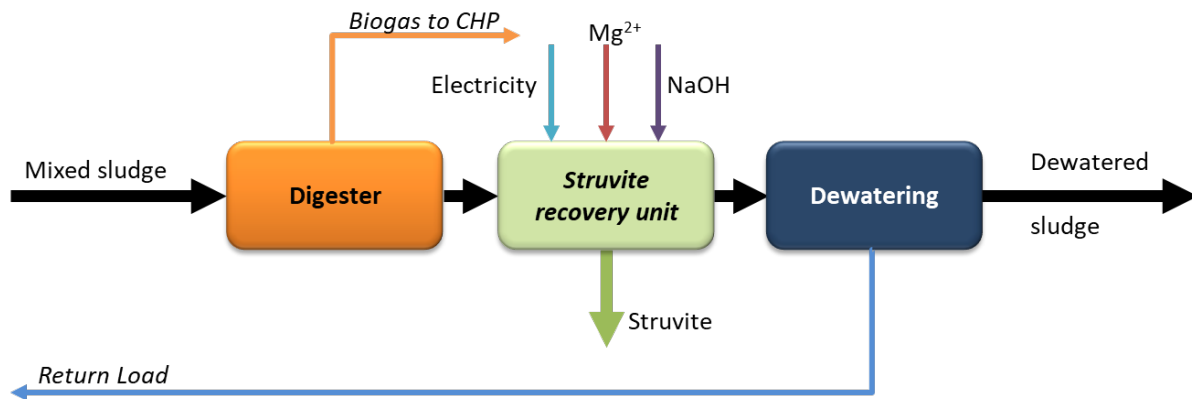 Biogas to CHP
Mg²⁺
Electricity
NaOH
Mixed sludge
Digester
Struvite
recovery unit
Dewatering
Dewatered
sludge
Struvite
Return Load